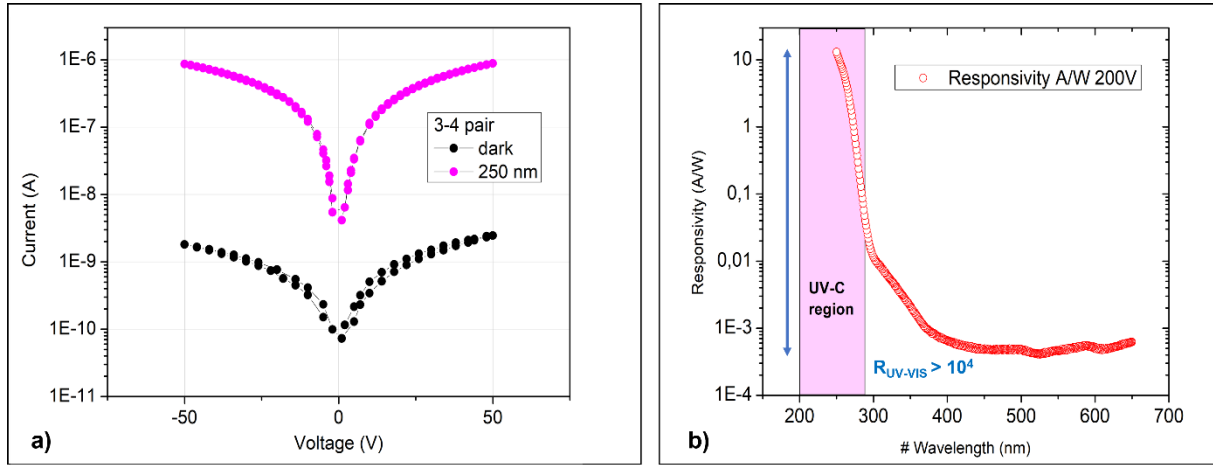 1E-6
1E-7
1E-8
1E-9
1E-10
1E-11
Current (A)
3-4 pair
dark
250 nm
-50
0
50
Voltage (V)
a)
10
1
0,1
0,01
1E-3
1E-4
Responsivity (A/W)
Responsivity A/W 200V
UV-C
region
R_UV-VIS > 10⁴
200
300
400
500
600
700
# Wavelength (nm)
b)